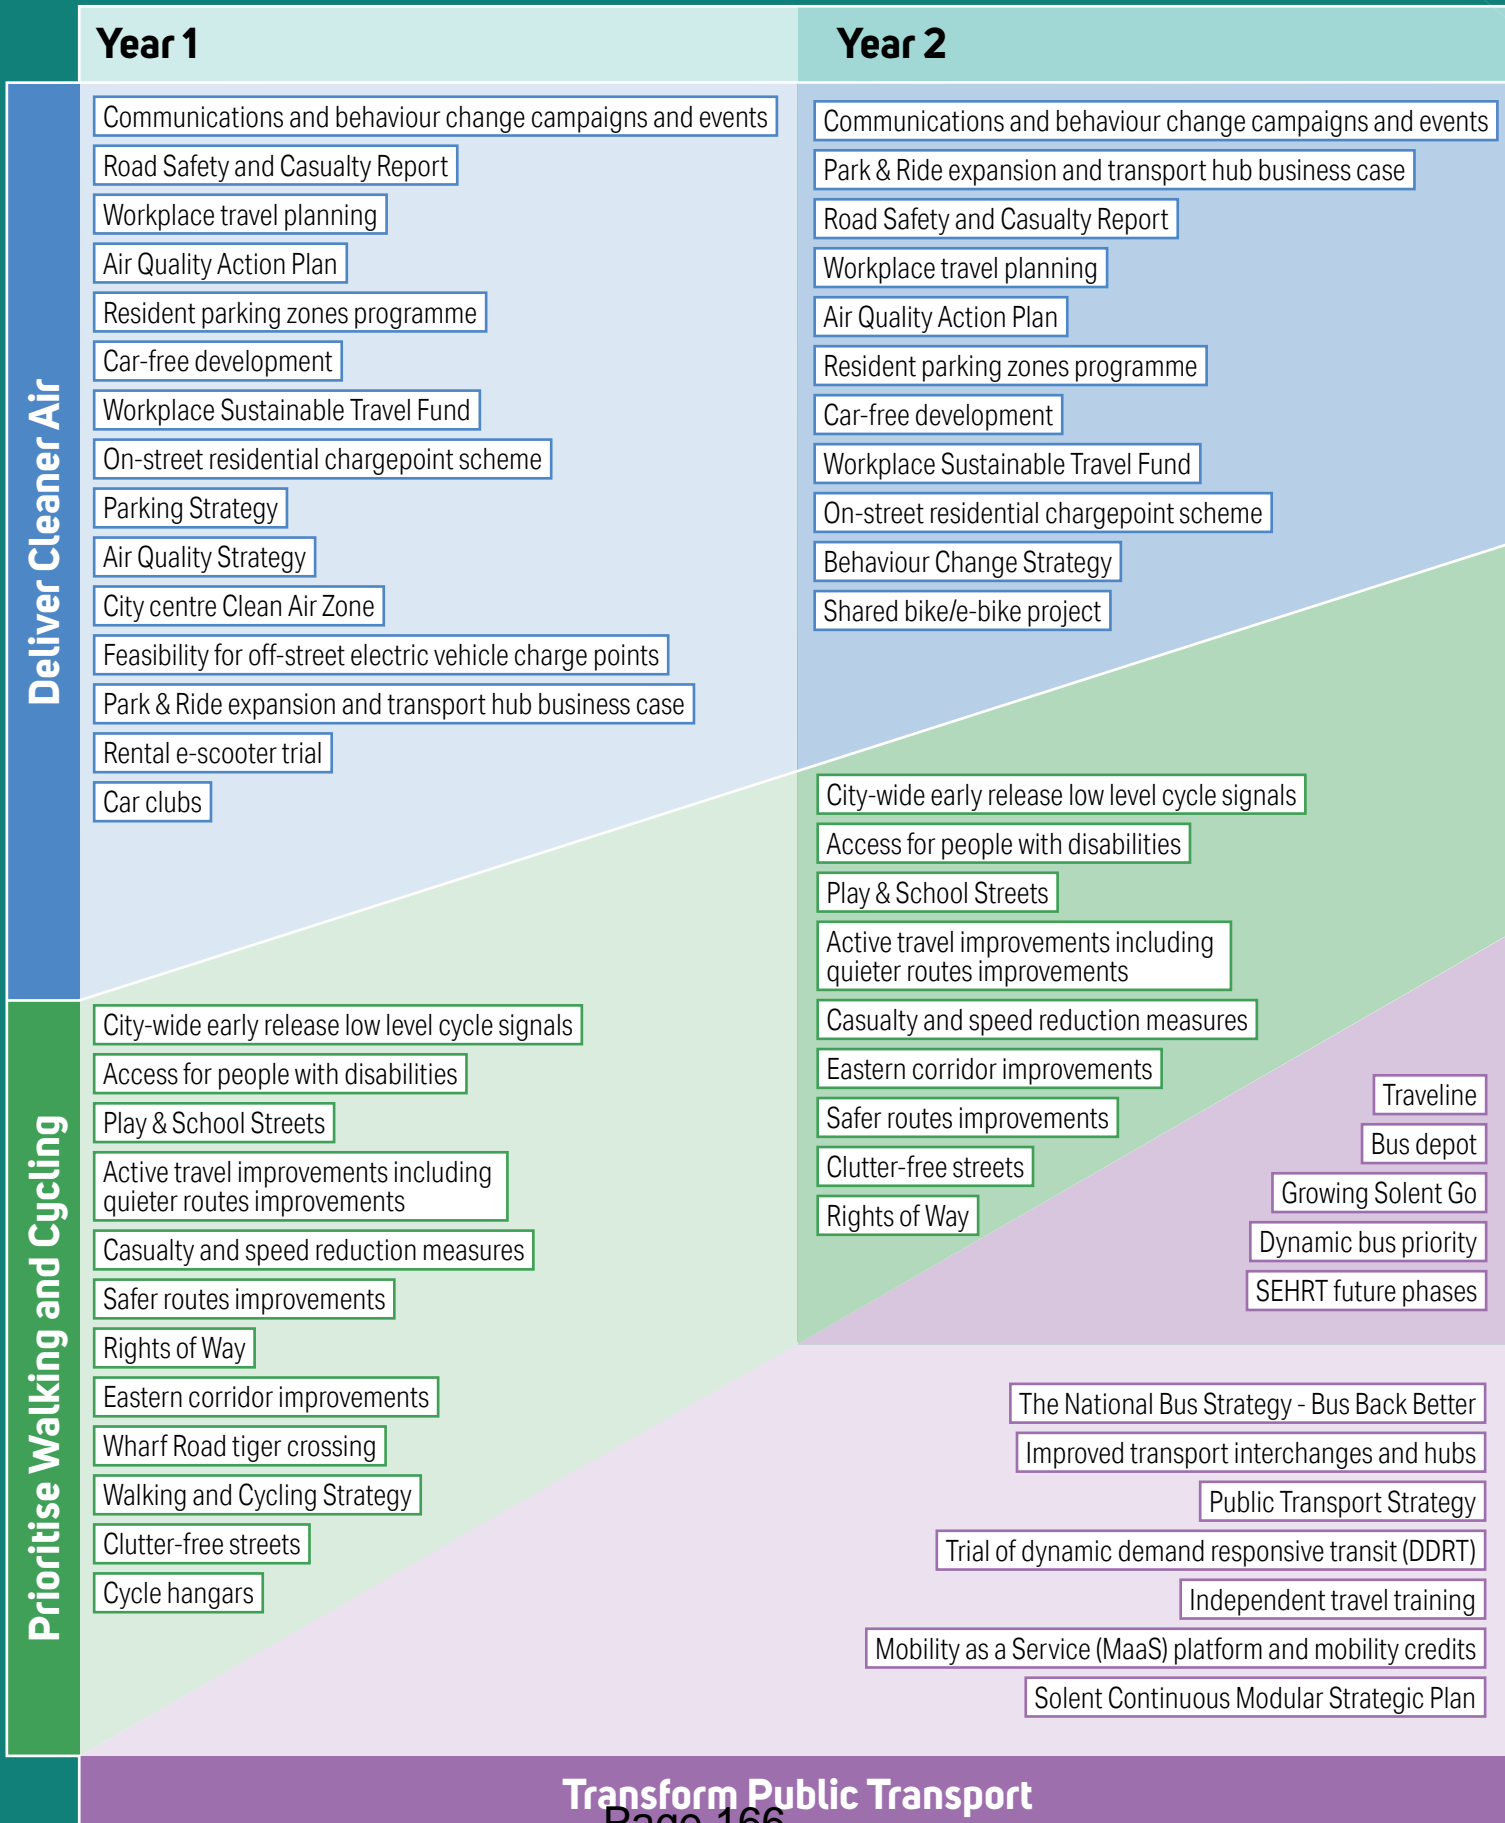 Year 1
Year 2
Deliver Cleaner Air
Communications and behaviour change campaigns and events
Road Safety and Casualty Report
Workplace travel planning
Air Quality Action Plan
Resident parking zones programme
Car-free development
Workplace Sustainable Travel Fund
On-street residential chargepoint scheme
Parking Strategy
Air Quality Strategy
City centre Clean Air Zone
Feasibility for off-street electric vehicle charge points
Park & Ride expansion and transport hub business case
Rental e-scooter trial
Car clubs
Communications and behaviour change campaigns and events
Park & Ride expansion and transport hub business case
Road Safety and Casualty Report
Workplace travel planning
Air Quality Action Plan
Resident parking zones programme
Car-free development
Workplace Sustainable Travel Fund
On-street residential chargepoint scheme
Behaviour Change Strategy
Shared bike/e-bike project
Prioritise Walking and Cycling
City-wide early release low level cycle signals
Access for people with disabilities
Play & School Streets
Active travel improvements including
quieter routes improvements
Casualty and speed reduction measures
Safer routes improvements
Rights of Way
Eastern corridor improvements
Wharf Road tiger crossing
Walking and Cycling Strategy
Clutter-free streets
Cycle hangars
City-wide early release low level cycle signals
Access for people with disabilities
Play & School Streets
Active travel improvements including
quieter routes improvements
Casualty and speed reduction measures
Eastern corridor improvements
Safer routes improvements
Clutter-free streets
Rights of Way
Traveline
Bus depot
Growing Solent Go
Dynamic bus priority
SEHRT future phases
The National Bus Strategy - Bus Back Better
Improved transport interchanges and hubs
Public Transport Strategy
Trial of dynamic demand responsive transit (DDRT)
Independent travel training
Mobility as a Service (MaaS) platform and mobility credits
Solent Continuous Modular Strategic Plan
Transform Public Transport
Page 166